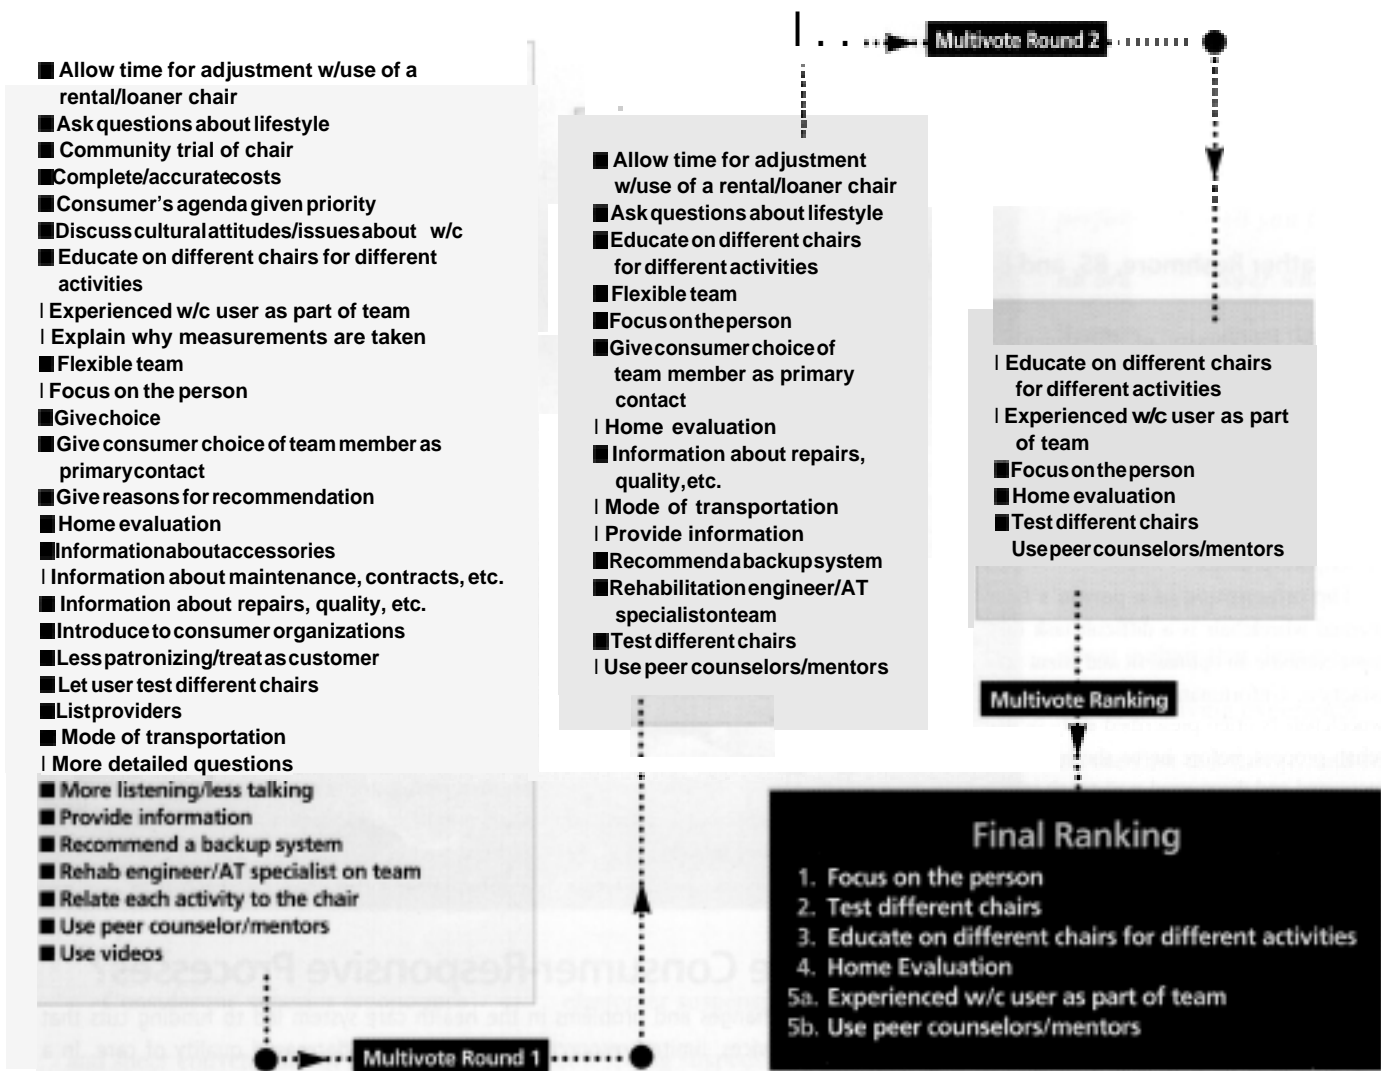 ■ Allow time for adjustment w/use of a
rental/loaner chair
■ Ask questions about lifestyle
■ Community trial of chair
■ Complete/accurate costs
■ Consumer's agenda given priority
■ Discuss cultural attitudes/issues about w/c
■ Educate on different chairs for different
activities
l Experienced w/c user as part of team
l Explain why measurements are taken
■ Flexible team
l Focus on the person
■ Give choice
■ Give consumer choice of team member as
primary contact
■ Give reasons for recommendation
■ Home evaluation
■ Information about accessories
l Information about maintenance, contracts, etc.
■ Information about repairs, quality, etc.
■ Introduce to consumer organizations
■ Less patronizing/treat as customer
■ Let user test different chairs
■ List providers
■ Mode of transportation
l More detailed questions
■ More listening/less talking
■ Provide information
■ Recommend a backup system
■ Rehab engineer/AT specialist on team
■ Relate each activity to the chair
■ Use peer counselor/mentors
■ Use videos
Multivote Round 1
■ Allow time for adjustment
w/use of a rental/loaner chair
■ Ask questions about lifestyle
■ Educate on different chairs
for different activities
■ Flexible team
■ Focus on the person
■ Give consumer choice of
team member as primary
contact
l Home evaluation
■ Information about repairs,
quality, etc.
l Mode of transportation
l Provide information
■ Recommend a backup system
■ Rehabilitation engineer/AT
specialist on team
■ Test different chairs
l Use peer counselors/mentors
Multivote Round 2
l Educate on different chairs
for different activities
l Experienced w/c user as part
of team
■ Focus on the person
■ Home evaluation
■ Test different chairs
Use peer counselors/mentors
Multivote Ranking
Final Ranking
1. Focus on the person
2. Test different chairs
3. Educate on different chairs for different activities
4. Home Evaluation
5a. Experienced w/c user as part of team
5b. Use peer counselors/mentors